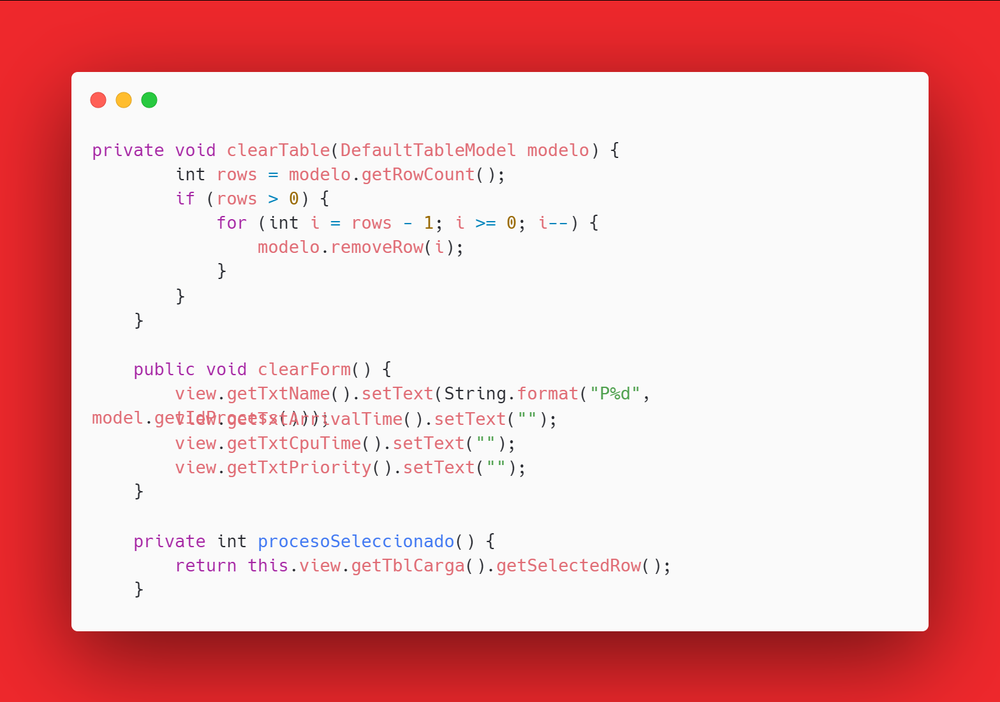 private void clearTable(DefaultTableModel modelo) {
        int rows = modelo.getRowCount();
        if (rows > 0) {
            for (int i = rows - 1; i >= 0; i--) {
                modelo.removeRow(i);
            }
        }
    }

    public void clearForm() {
        view.getTxtName().setText(String.format("P%d",
model.getIdProcess()));
        view.getTxtArrivalTime().setText("");
        view.getTxtCpuTime().setText("");
        view.getTxtPriority().setText("");
    }

    private int procesoSeleccionado() {
        return this.view.getTblCarga().getSelectedRow();
    }